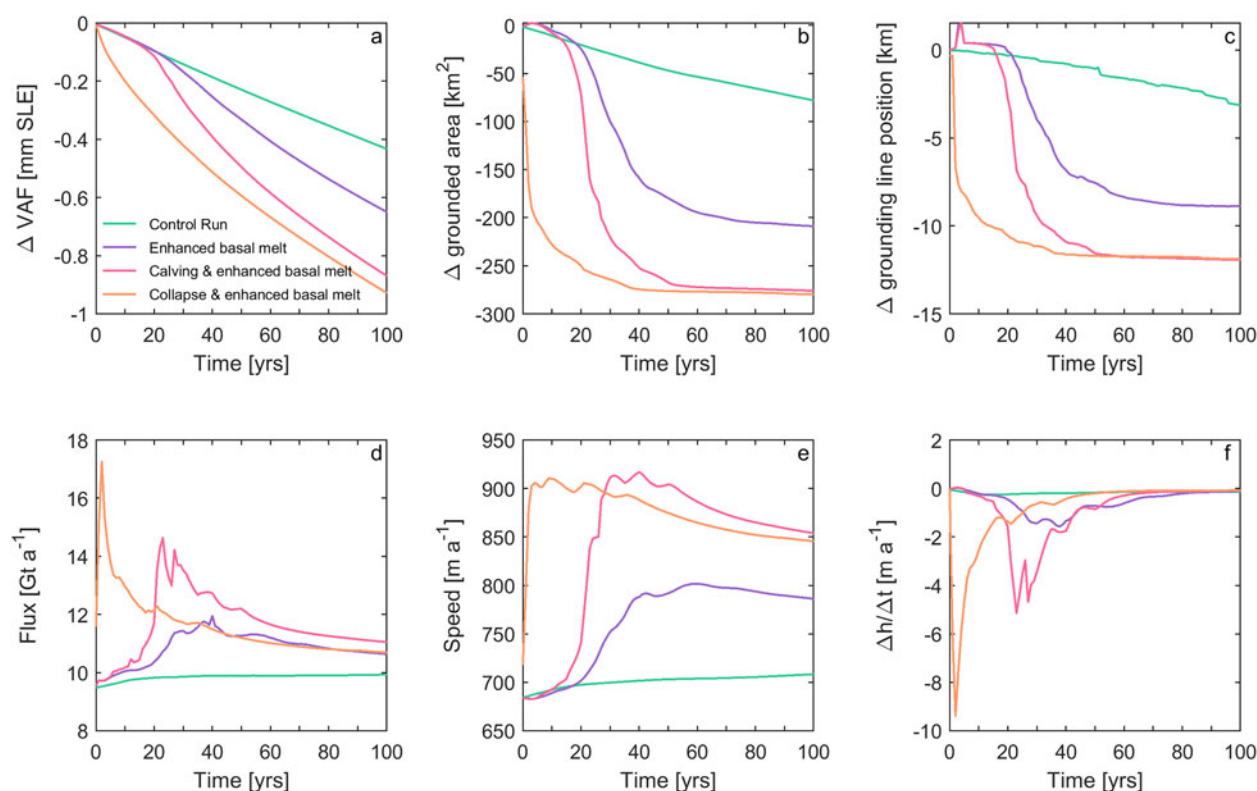 a
0
-0.2
-0.4
-0.6
-0.8
-1
Δ VAF [mm SLE]
Control Run
Enhanced basal melt
Calving & enhanced basal melt
Collapse & enhanced basal melt
0 20 40 60 80 100
Time [yrs]
b
0
-50
-100
-150
-200
-250
-300
Δ grounded area [km²]
0 20 40 60 80 100
Time [yrs]
c
0
-5
-10
-15
Δ grounding line position [km]
0 20 40 60 80 100
Time [yrs]
d
18
16
14
12
10
8
Flux [Gt a⁻¹]
0 20 40 60 80 100
Time [yrs]
e
950
900
850
800
750
700
650
Speed [m a⁻¹]
0 20 40 60 80 100
Time [yrs]
f
2
0
-2
-4
-6
-8
-10
Δh/Δt [m a⁻¹]
0 20 40 60 80 100
Time [yrs]